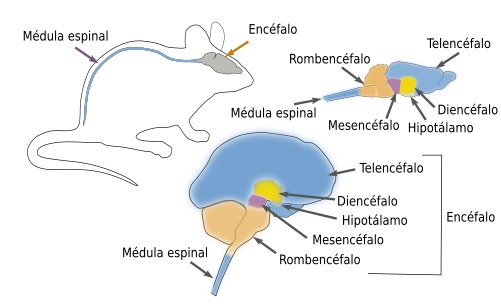 Médula espinal
Encéfalo
Telencéfalo
Rombencéfalo
Médula espinal
Mesencéfalo
Diencéfalo
Hipotálamo
Telencéfalo
Diencéfalo
Hipotálamo
Mesencéfalo
Rombencéfalo
Médula espinal
Encéfalo